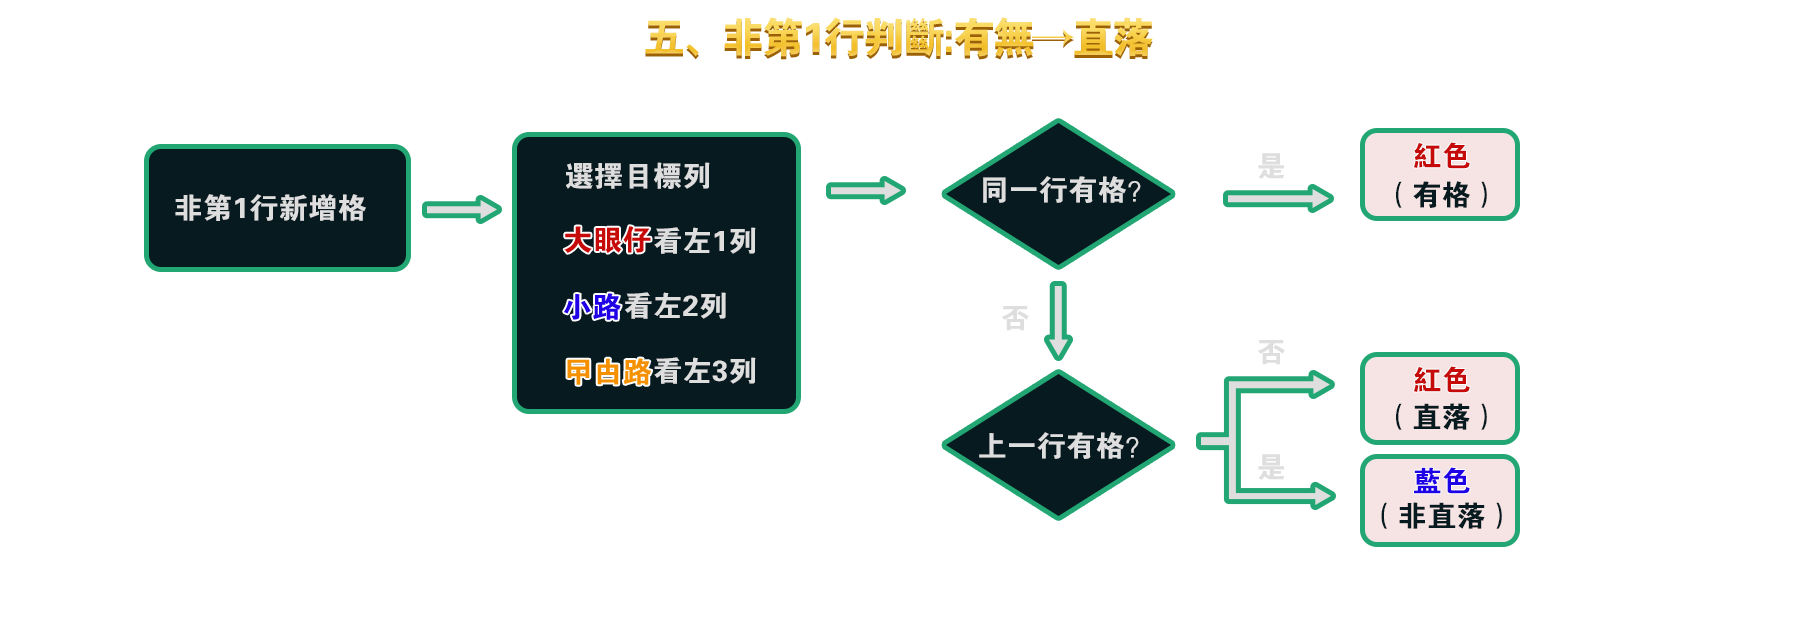 五、非第1行判斷:有無→直落
非第1行新增格
選擇目標列
大眼仔看左1列
小路看左2列
曱甴路看左3列
同一行有格?
是
紅色
(有格)
否
上一行有格?
否
紅色
(直落)
是
藍色
(非直落)